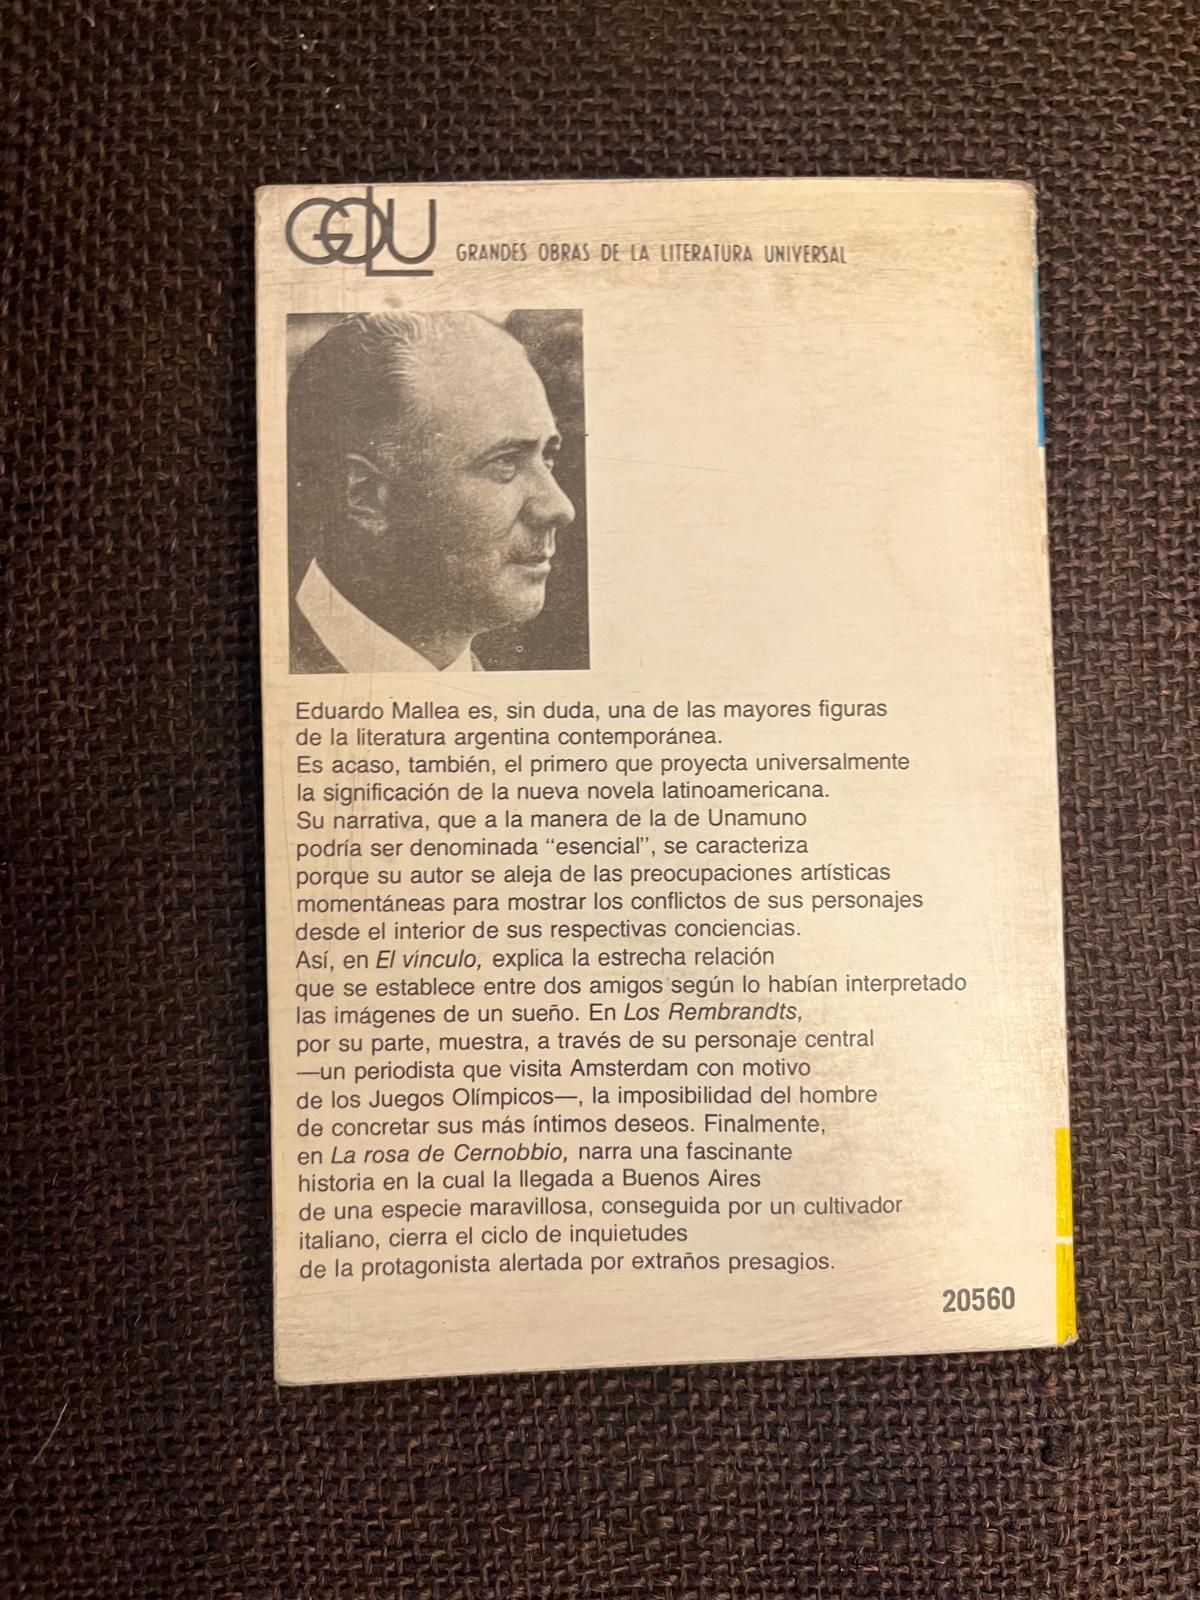 GOLU GRANDES OBRAS DE LA LITERATURA UNIVERSAL
Eduardo Mallea es, sin duda, una de las mayores figuras
de la literatura argentina contemporánea.
Es acaso, también, el primero que proyecta universalmente
la significación de la nueva novela latinoamericana.
Su narrativa, que a la manera de la de Unamuno
podría ser denominada “esencial”, se caracteriza
porque su autor se aleja de las preocupaciones artísticas
momentáneas para mostrar los conflictos de sus personajes
desde el interior de sus respectivas conciencias.
Así, en El vínculo, explica la estrecha relación
que se establece entre dos amigos según lo habían interpretado
las imágenes de un sueño. En Los Rembrandts,
por su parte, muestra, a través de su personaje central
—un periodista que visita Amsterdam con motivo
de los Juegos Olímpicos—, la imposibilidad del hombre
de concretar sus más íntimos deseos. Finalmente,
en La rosa de Cernobbio, narra una fascinante
historia en la cual la llegada a Buenos Aires
de una especie maravillosa, conseguida por un cultivador
italiano, cierra el ciclo de inquietudes
de la protagonista alertada por extraños presagios.
20560